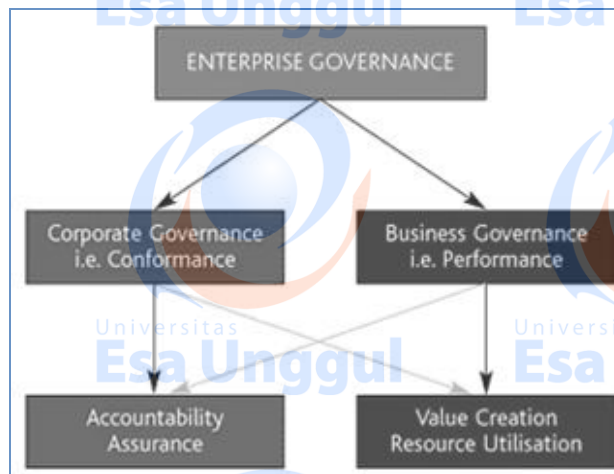 Esa Unggul
Esa Unggul
ENTERPRISE GOVERNANCE
Corporate Governance
i.e. Conformance
Business Governance
i.e. Performance
Universitas
Esa Unggul
Univers
Esa
Accountability
Assurance
Value Creation
Resource Utilisation